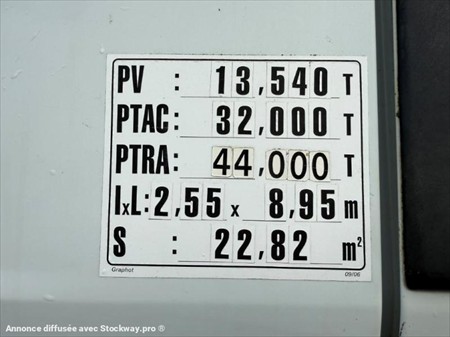 PV : 13,540 T
PTAC : 32,000 T
PTRA : 44,000 T
lxL : 2,55 x 8,95 m
S : 22,82 m²
Graphot 09/06
Annonce diffusée avec Stockway.pro ®